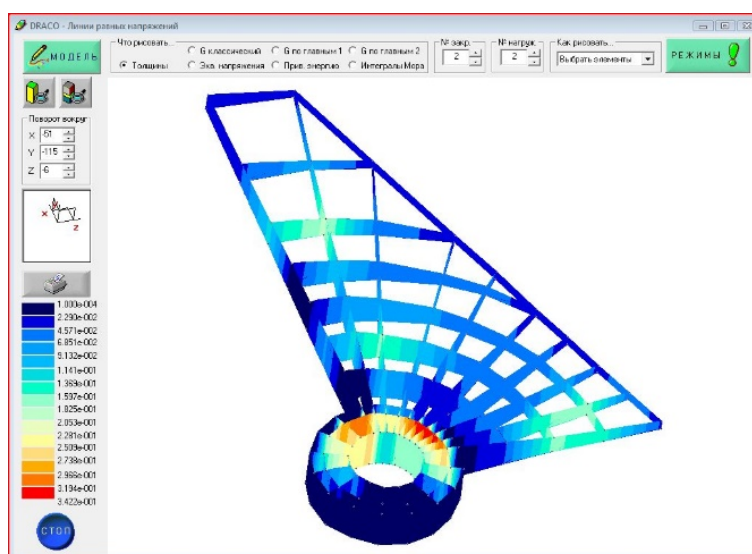 DRACO - Линии равных напряжений
МОДЕЛЬ
Что рисовать...
G классический
G по главным 1
G по главным 2
Толщины
Экв. напряжения
Прив. энергию
Интегралы Мора
№ закр.
2
№ нагруж.
2
Как рисовать...
Выбрать элементы
РЕЖИМЫ
Поворот вокруг
X -51
Y -115
Z -6
X
Z
1.000e-004
2.290e-002
4.571e-002
6.851e-002
9.132e-002
1.141e-001
1.369e-001
1.597e-001
1.825e-001
2.053e-001
2.281e-001
2.509e-001
2.738e-001
2.966e-001
3.194e-001
3.422e-001
СТОП